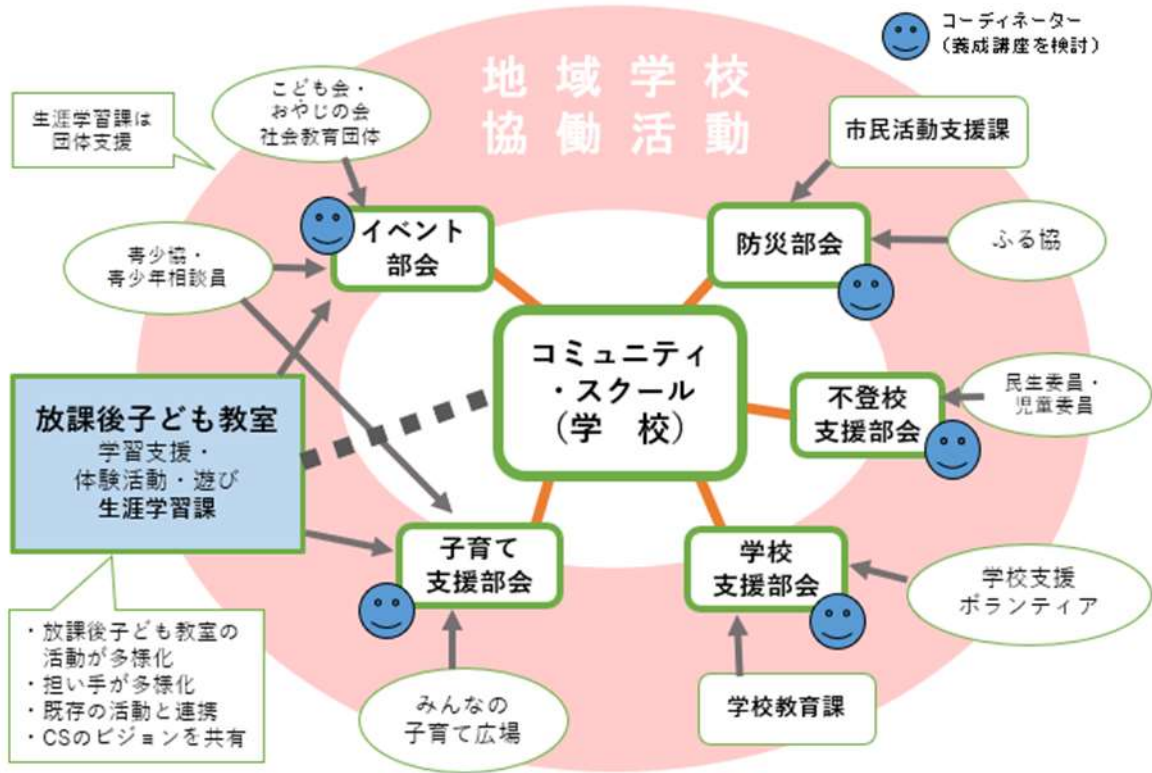 コーディネーター
（養成講座を検討）
地域学校
協働活動
こども会・
おやじの会
社会教育団体
生涯学習課は
団体支援
市民活動支援課
イベント
部会
防災部会
ふる協
青少協・
青少年相談員
コミュニティ
・スクール
（学　校）
不登校
支援部会
民生委員・
児童委員
放課後子ども教室
学習支援・
体験活動・遊び
生涯学習課
子育て
支援部会
学校
支援部会
学校支援
ボランティア
・放課後子ども教室の
活動が多様化
・担い手が多様化
・既存の活動と連携
・CSのビジョンを共有
みんなの
子育て広場
学校教育課